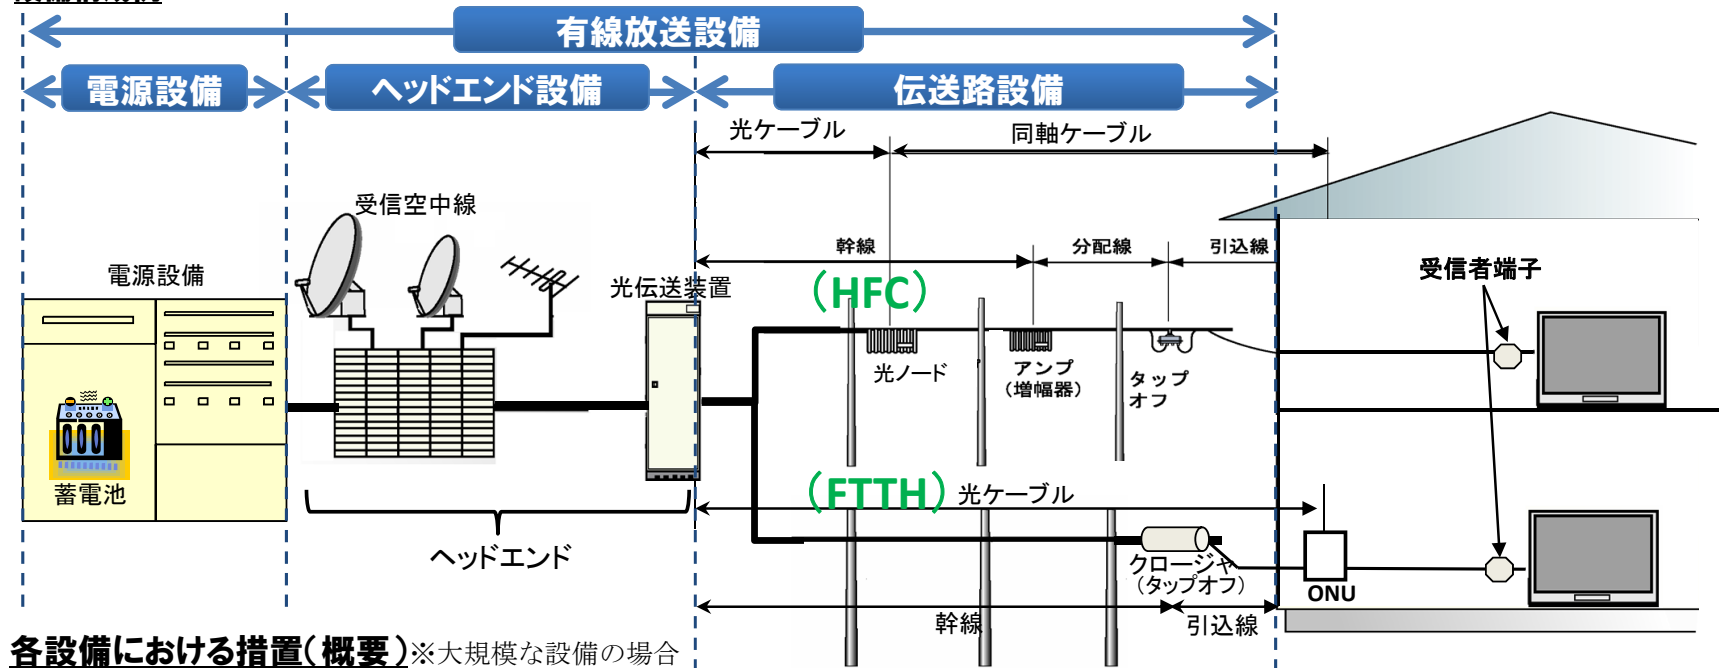 有線放送設備
電源設備
ヘッドエンド設備
伝送路設備
光ケーブル
同軸ケーブル
受信空中線
幹線
分配線
引込線
受信者端子
電源設備
光伝送装置
（HFC）
光ノード
アンプ
（増幅器）
タップ
オフ
蓄電池
（FTTH）
光ケーブル
ヘッドエンド
クロージャ
（タップオフ）
ONU
幹線
引込線
各設備における措置（概要）※大規模な設備の場合